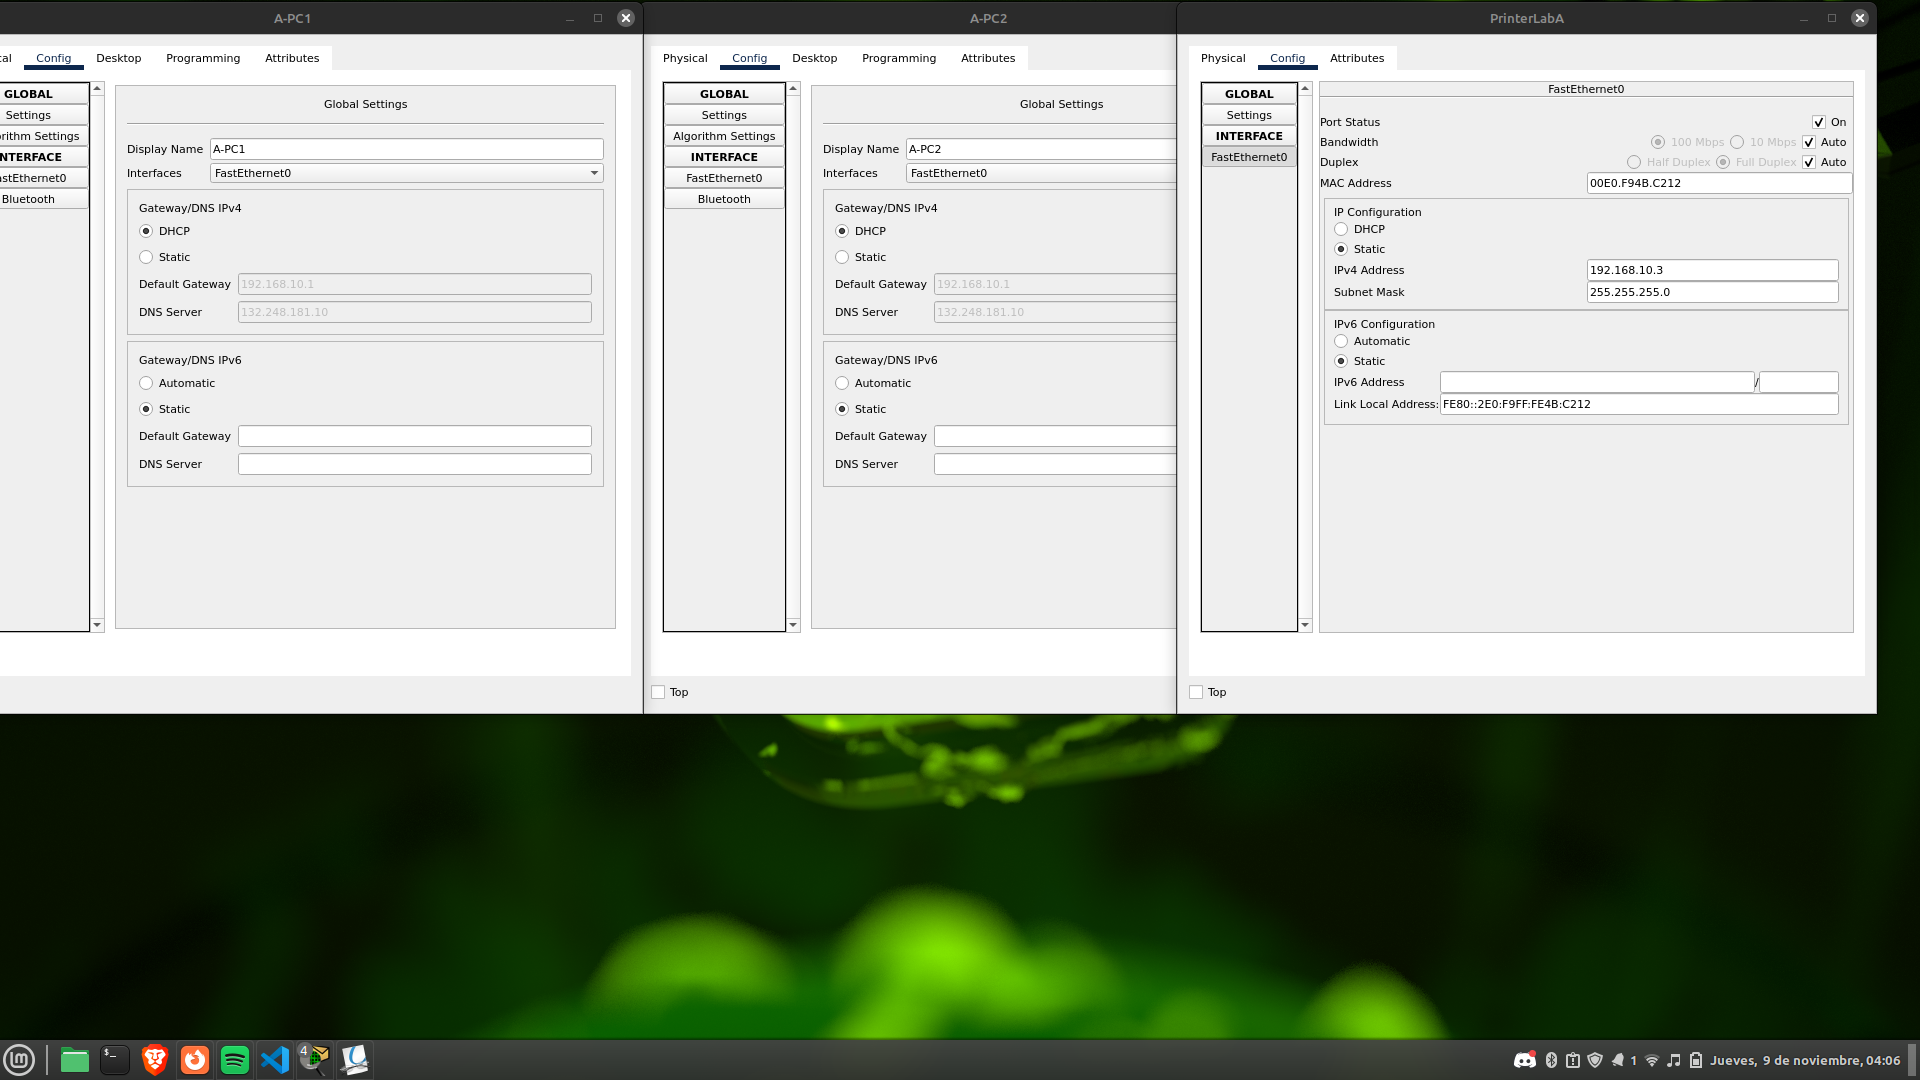 A-PC1
cal Config Desktop Programming Attributes
GLOBAL
Settings
orithm Settings
INTERFACE
astEthernet0
Bluetooth
Global Settings
Display Name A-PC1
Interfaces FastEthernet0
Gateway/DNS IPv4
DHCP
Static
Default Gateway 192.168.10.1
DNS Server 132.248.181.10
Gateway/DNS IPv6
Automatic
Static
Default Gateway
DNS Server
A-PC2
Physical Config Desktop Programming Attributes
GLOBAL
Settings
Algorithm Settings
INTERFACE
FastEthernet0
Bluetooth
Global Settings
Display Name A-PC2
Interfaces FastEthernet0
Gateway/DNS IPv4
DHCP
Static
Default Gateway 192.168.10.1
DNS Server 132.248.181.10
Gateway/DNS IPv6
Automatic
Static
Default Gateway
DNS Server
Top
PrinterLabA
Physical Config Attributes
GLOBAL
Settings
INTERFACE
FastEthernet0
FastEthernet0
Port Status On
Bandwidth 100 Mbps 10 Mbps Auto
Duplex Half Duplex Full Duplex Auto
MAC Address 00E0.F94B.C212
IP Configuration
DHCP
Static
IPv4 Address 192.168.10.3
Subnet Mask 255.255.255.0
IPv6 Configuration
Automatic
Static
IPv6 Address /
Link Local Address: FE80::2E0:F9FF:FE4B:C212
Top
4
1 Jueves, 9 de noviembre, 04:06